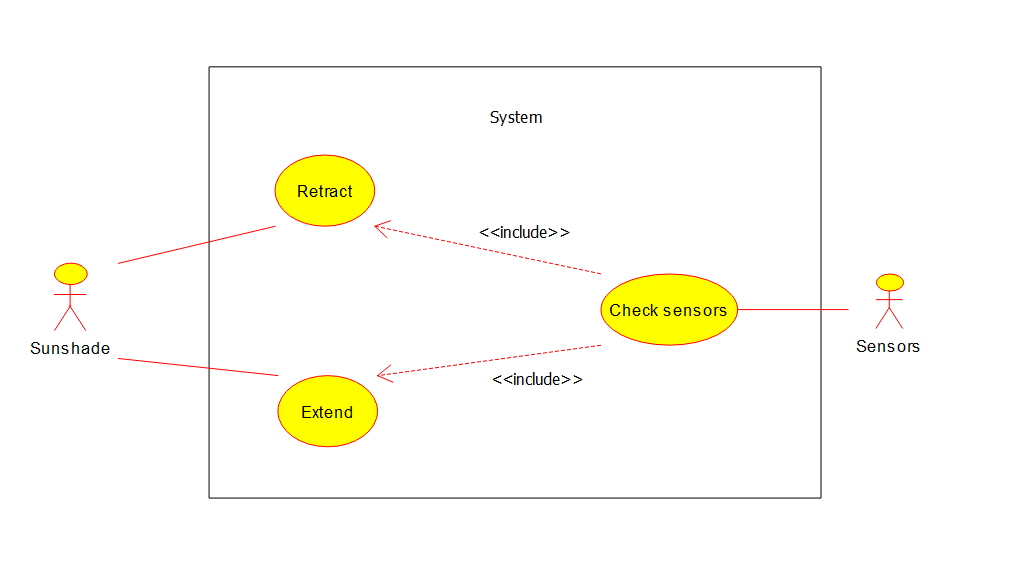 System
Retract
<<include>>
Check sensors
Sunshade
Sensors
<<include>>
Extend